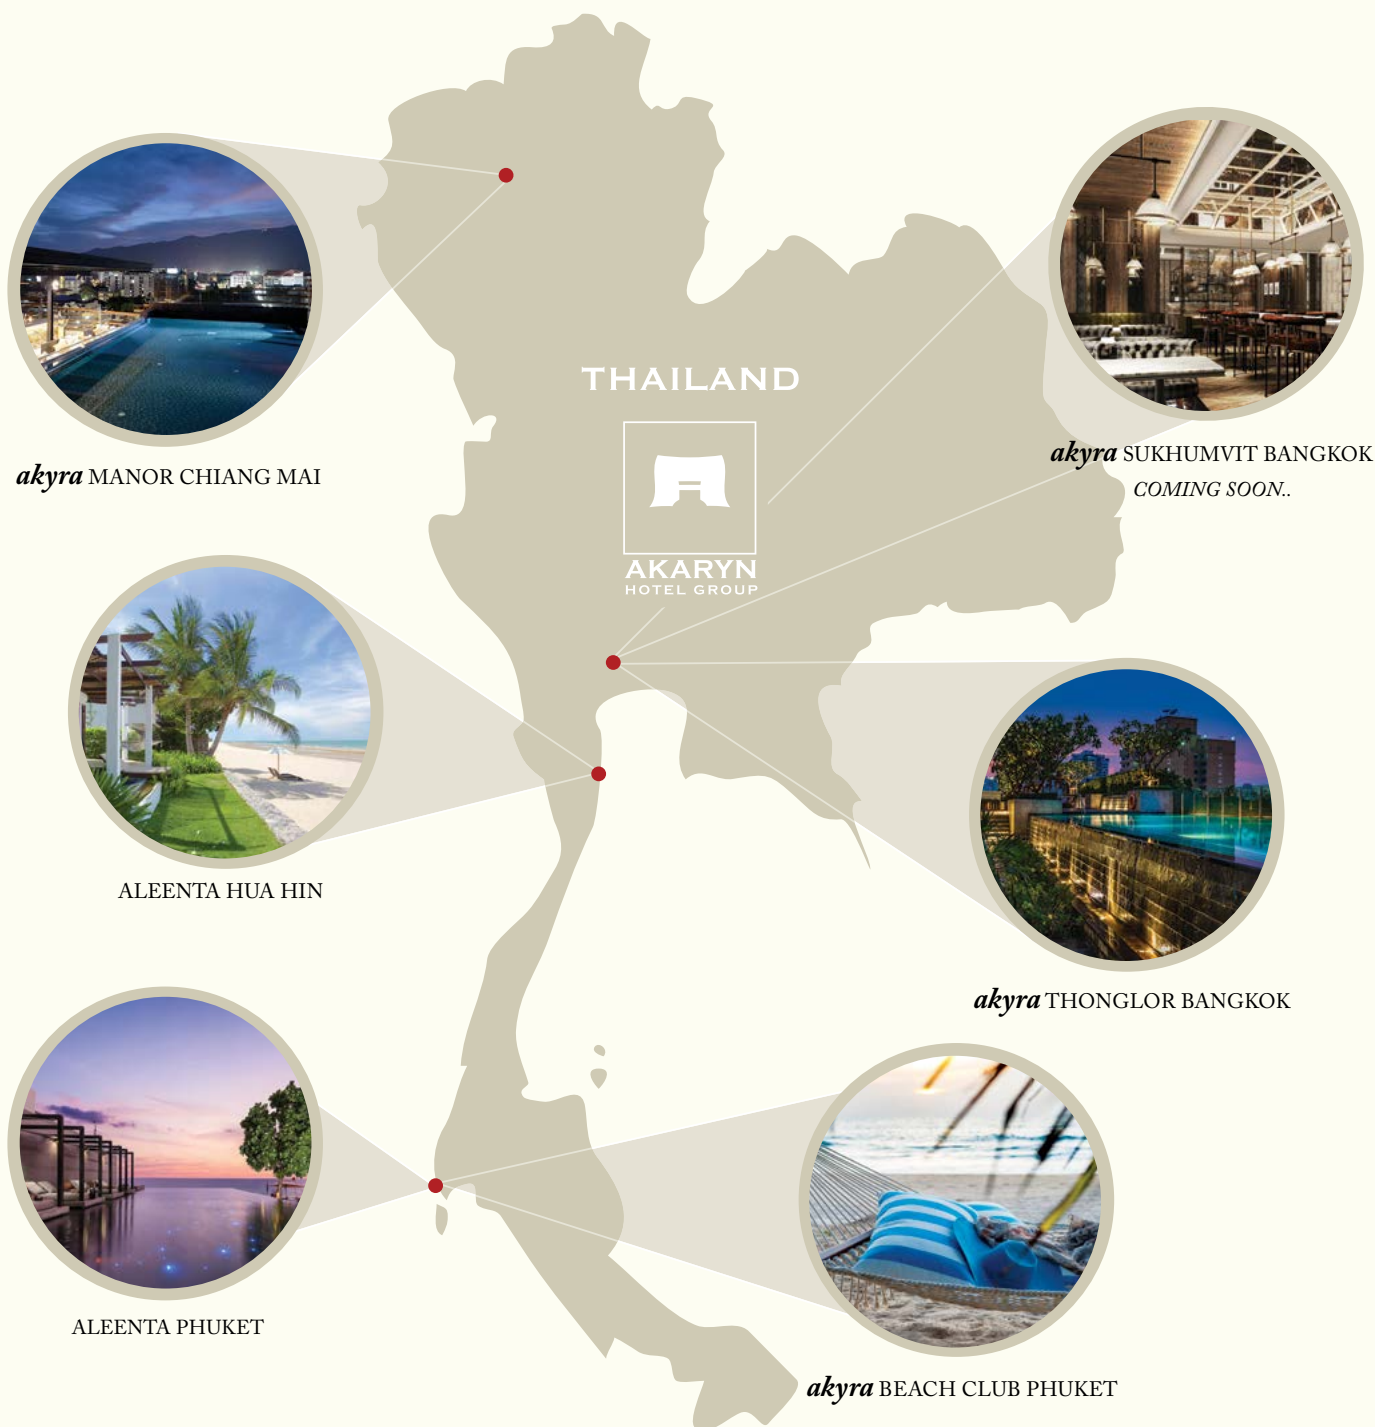 THAILAND
AKARYN
HOTEL GROUP
akyra MANOR CHIANG MAI
akyra SUKHUMVIT BANGKOK
COMING SOON..
ALEENTA HUA HIN
akyra THONGLOR BANGKOK
ALEENTA PHUKET
akyra BEACH CLUB PHUKET